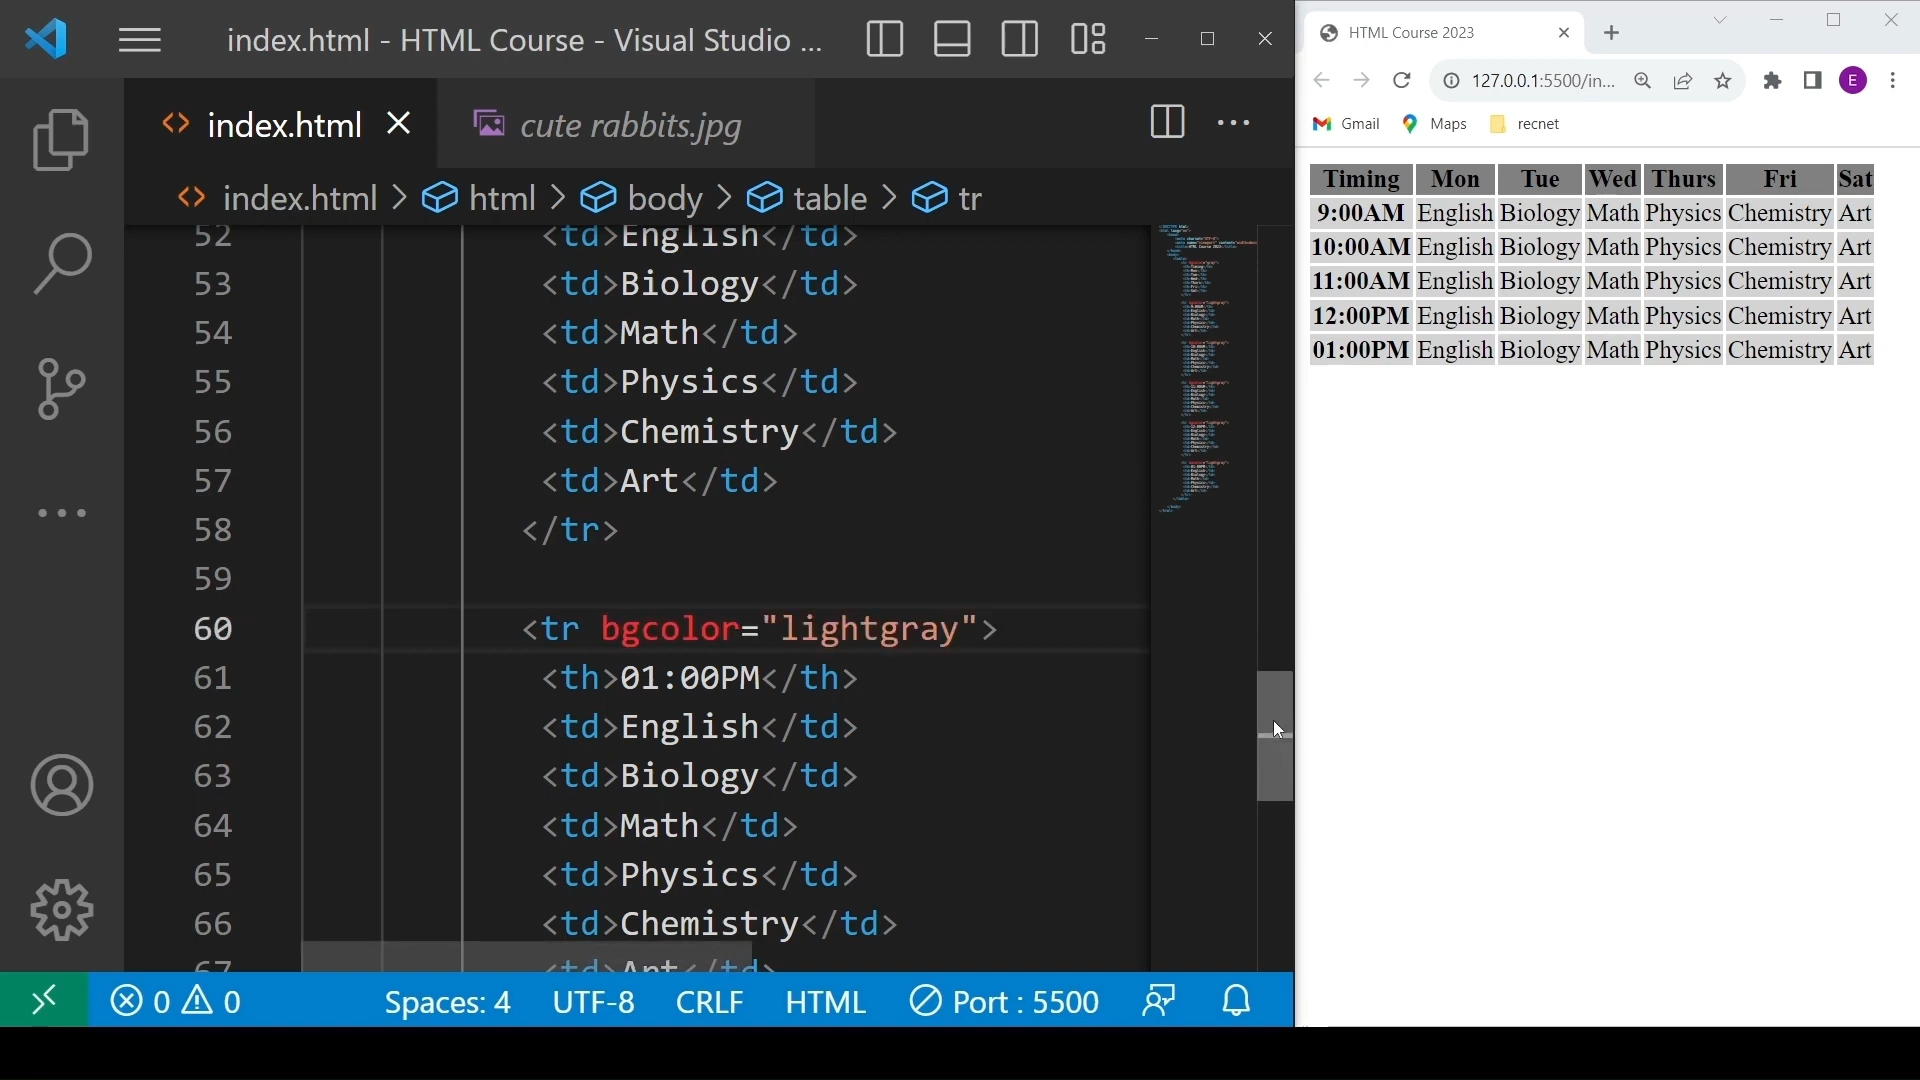 index.html - HTML Course - Visual Studio ...
index.html
cute rabbits.jpg
index.html > html > body > table > tr
52 <td>English</td>
53 <td>Biology</td>
54 <td>Math</td>
55 <td>Physics</td>
56 <td>Chemistry</td>
57 <td>Art</td>
58 </tr>
59
60 <tr bgcolor="lightgray">
61 <th>01:00PM</th>
62 <td>English</td>
63 <td>Biology</td>
64 <td>Math</td>
65 <td>Physics</td>
66 <td>Chemistry</td>
67 <td>Art</td>
0 0 Spaces: 4 UTF-8 CRLF HTML Port : 5500
HTML Course 2023
127.0.0.1:5500/in... E
Gmail Maps recnet
Timing Mon Tue Wed Thurs Fri Sat
9:00AM English Biology Math Physics Chemistry Art
10:00AM English Biology Math Physics Chemistry Art
11:00AM English Biology Math Physics Chemistry Art
12:00PM English Biology Math Physics Chemistry Art
01:00PM English Biology Math Physics Chemistry Art